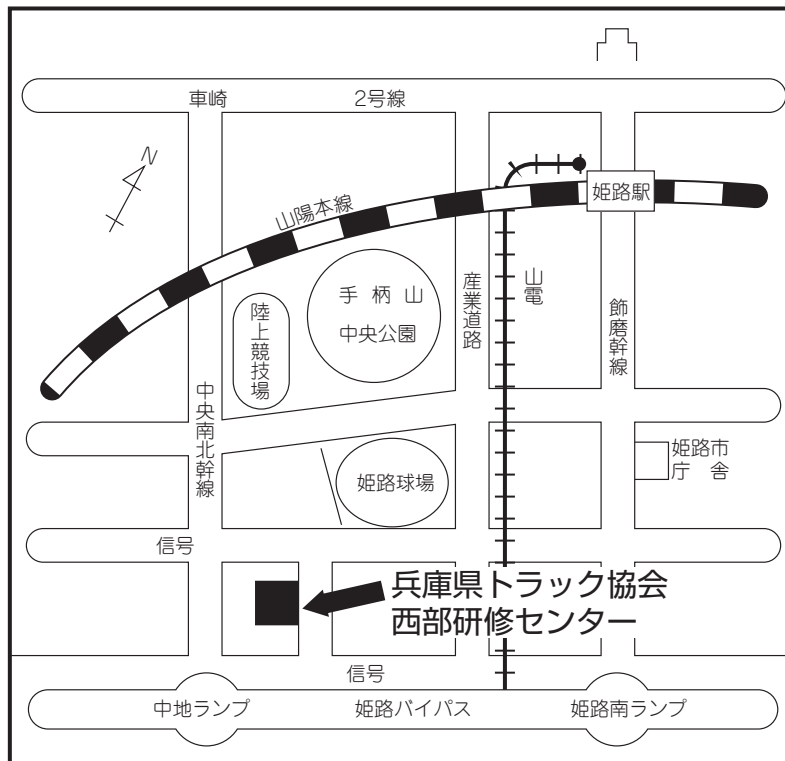 車崎
2号線
N
山陽本線
姫路駅
手柄山
中央公園
陸上競技場
産業道路
山電
飾磨幹線
中央南北幹線
姫路球場
姫路市
庁舎
信号
兵庫県トラック協会
西部研修センター
信号
中地ランプ
姫路バイパス
姫路南ランプ